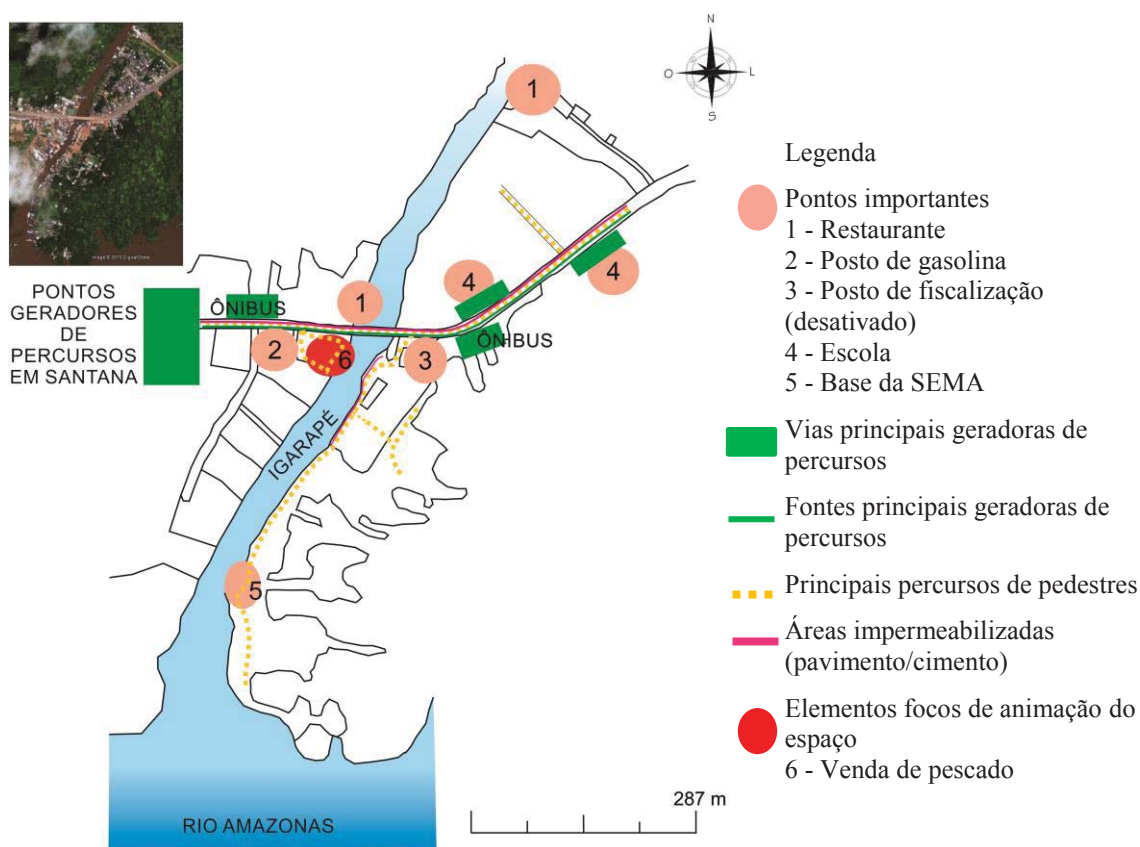 N
O
L
S
1
PONTOS
GERADORES
DE
PERCURSOS
EM SANTANA
ÔNIBUS
1
4
4
2
6
3
ÔNIBUS
IGARAPÉ
5
RIO AMAZONAS
287 m
Legenda
Pontos importantes
1 - Restaurante
2 - Posto de gasolina
3 - Posto de fiscalização
(desativado)
4 - Escola
5 - Base da SEMA
Vias principais geradoras de
percursos
Fontes principais geradoras de
percursos
Principais percursos de pedestres
Áreas impermeabilizadas
(pavimento/cimento)
Elementos focos de animação do
espaço
6 - Venda de pescado